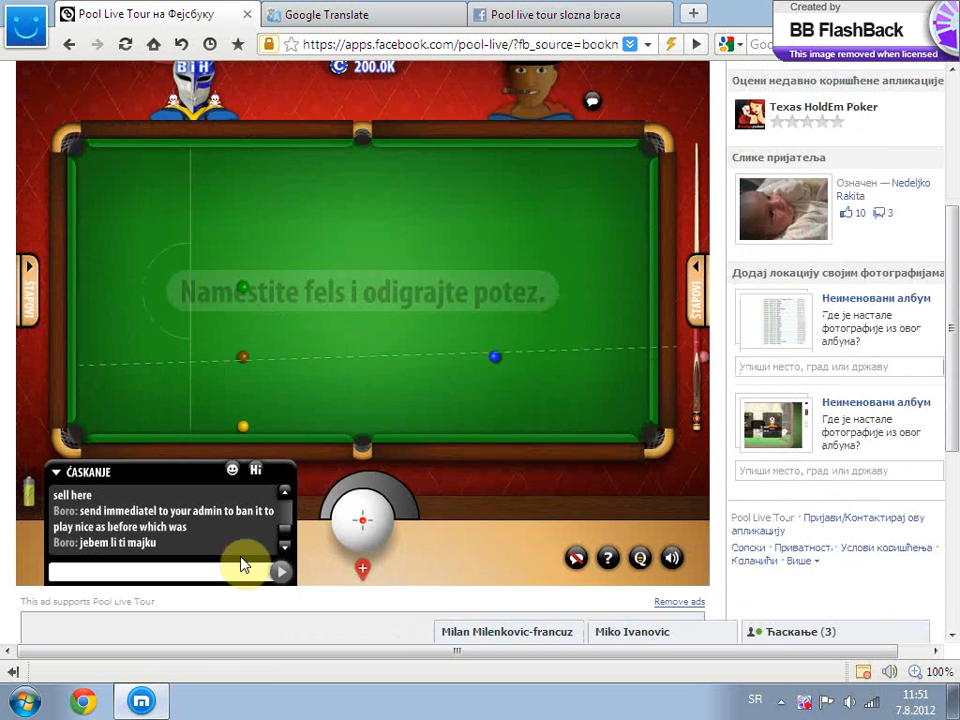 Pool Live Tour на Фејсбуку
Google Translate
Pool live tour slozna braca
Created by
BB FlashBack
This image removed when licensed
https://apps.facebook.com/pool-live/?fb_source=bookn
BiH
C 200.0K
Оцени недавно коришћене апликације
Texas HoldEm Poker
Слике пријатеља
Означен — Nedeljko
Rakita
10 3
ŠTAPOVI
Namestite fels i odigrajte potez.
ŠTAPOVI
Додај локацију својим фотографијама
Неименовани албум
Где је настале
фотографије из овог
албума?
Упиши место, град или државу
Неименовани албум
Где је настале
фотографије из овог
албума?
Упиши место, град или државу
ĆASKANJE
Hi
sell here
Boro: send immediatel to your admin to ban it to
play nice as before which was
Boro: jebem li ti majku
Pool Live Tour · Пријави/Контактирај ову
апликацију
Српски · Приватност · Услови коришћења ·
Колачићи · Више
This ad supports Pool Live Tour
Remove ads
Milan Milenkovic-francuz
Miko Ivanovic
Ћаскање (3)
100%
SR
11:51
7.8.2012